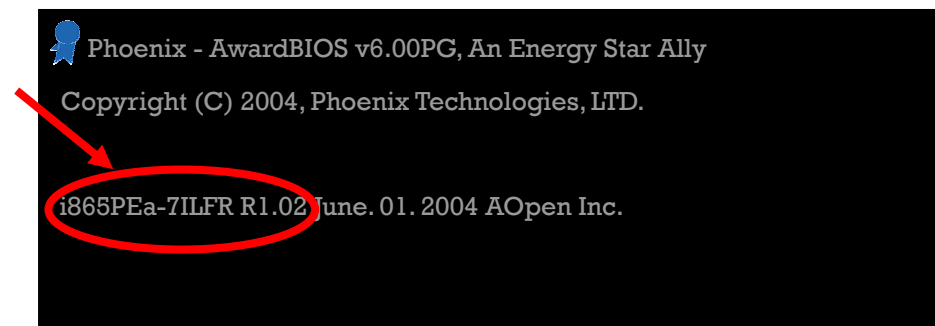 Phoenix - AwardBIOS v6.00PG, An Energy Star Ally
Copyright (C) 2004, Phoenix Technologies, LTD.
i865PEa-7ILFR R1.02 June. 01. 2004 AOpen Inc.